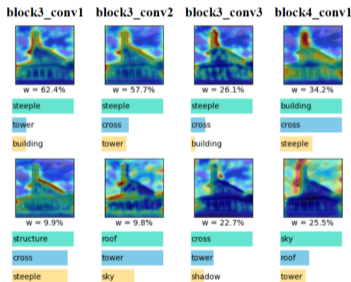 block3_conv1 block3_conv2 block3_conv3 block4_conv1
w = 62.4% w = 57.7% w = 26.1% w = 34.2%
steeple steeple steeple building
tower cross cross cross
building tower building steeple
w = 9.9% w = 9.8% w = 22.7% w = 25.5%
structure roof cross sky
cross tower tower roof
steeple sky shadow tower